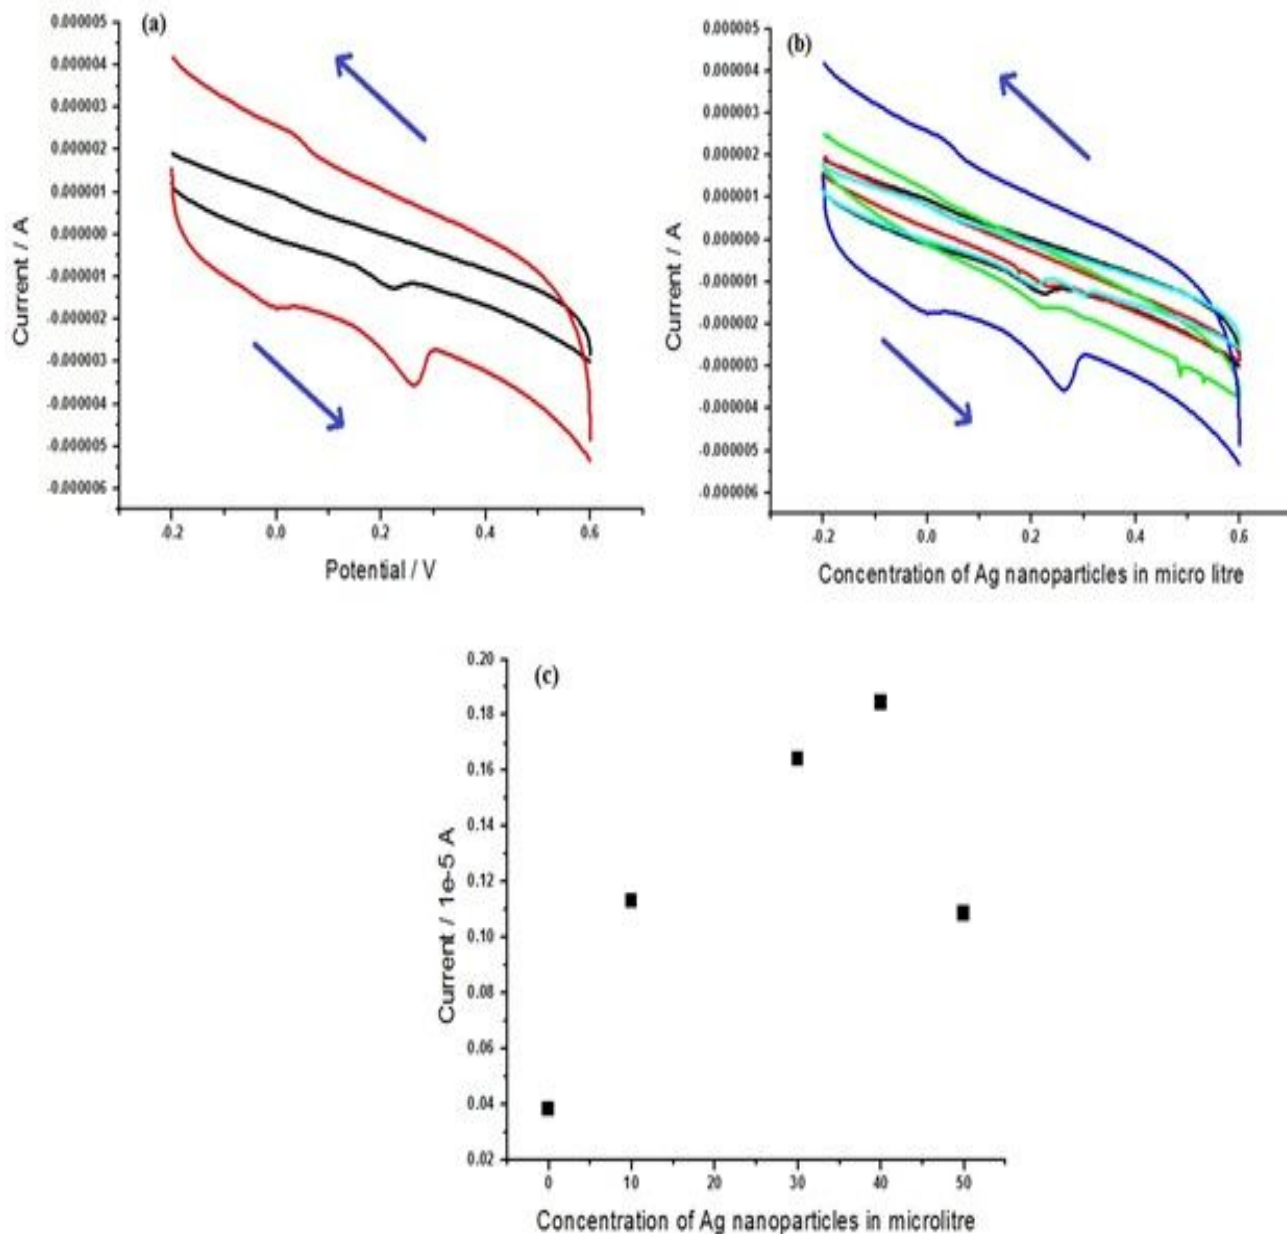 (a)
0.000005
0.000004
0.000003
0.000002
0.000001
0.000000
-0.000001
-0.000002
-0.000003
-0.000004
-0.000005
-0.000006
Current / A
-0.2 0.0 0.2 0.4 0.6
Potential / V
(b)
0.000005
0.000004
0.000003
0.000002
0.000001
0.000000
-0.000001
-0.000002
-0.000003
-0.000004
-0.000005
-0.000006
Current / A
-0.2 0.0 0.2 0.4 0.6
Concentration of Ag nanoparticles in micro litre
(c)
0.20
0.18
0.16
0.14
0.12
0.10
0.08
0.06
0.04
0.02
Current / 1e-5 A
0 10 20 30 40 50
Concentration of Ag nanoparticles in microlitre